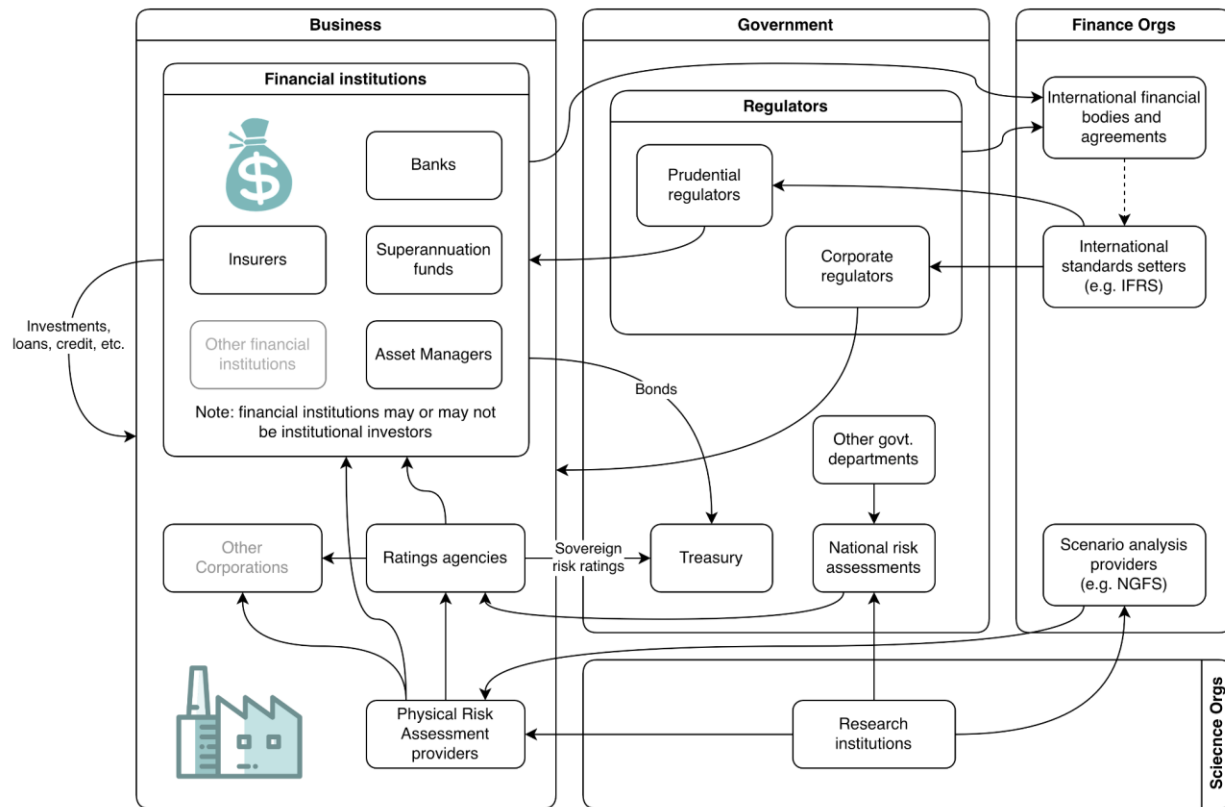 Business
Government
Finance Orgs
Financial institutions
Regulators
International financial
bodies and
agreements
$
Banks
Prudential
regulators
Insurers
Superannuation
funds
Corporate
regulators
International
standards setters
(e.g. IFRS)
Investments,
loans, credit, etc.
Other financial
institutions
Asset Managers
Bonds
Note: financial institutions may or may not
be institutional investors
Other govt.
departments
Other
Corporations
Ratings agencies
Sovereign
risk ratings
Treasury
National risk
assessments
Scenario analysis
providers
(e.g. NGFS)
Physical Risk
Assessment
providers
Research
institutions
Sciecnce Orgs